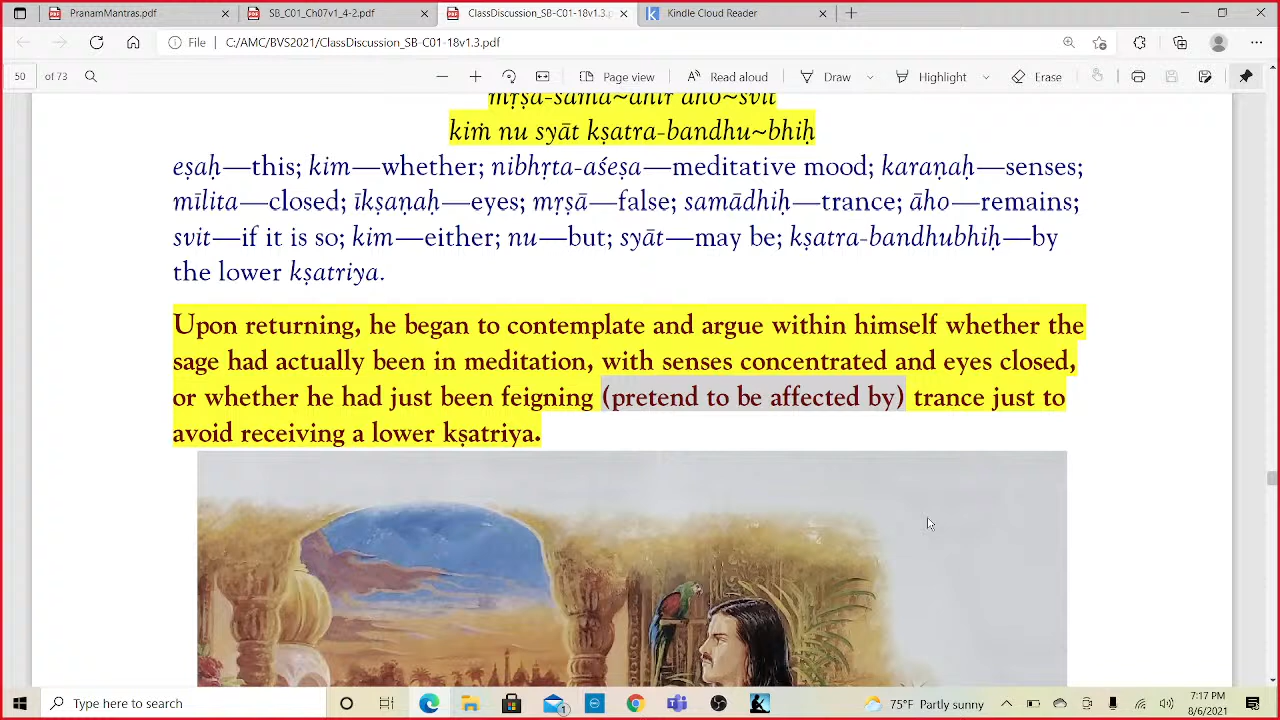 PranamMantras.pdf
SB_C01_Ch07v1_4-2.pdf
ClassDiscussion_SB-C01-18v1.3.p
Kindle Cloud Reader
File C:/AMC/BVS2021/ClassDiscussion_SB-C01-18v1.3.pdf
50 of 73
Page view
Read aloud
Draw
Highlight
Erase
mṛṣā-samā~dhir āho~svit
kiṁ nu syāt kṣatra-bandhu~bhiḥ
eṣaḥ—this; kim—whether; nibhṛta-aśeṣa—meditative mood; karaṇaḥ—senses;
mīlita—closed; īkṣaṇaḥ—eyes; mṛṣā—false; samādhiḥ—trance; āho—remains;
svit—if it is so; kim—either; nu—but; syāt—may be; kṣatra-bandhubhiḥ—by
the lower kṣatriya.
Upon returning, he began to contemplate and argue within himself whether the
sage had actually been in meditation, with senses concentrated and eyes closed,
or whether he had just been feigning (pretend to be affected by) trance just to
avoid receiving a lower kṣatriya.
Type here to search
1
75°F Partly sunny
7:17 PM
8/6/2021